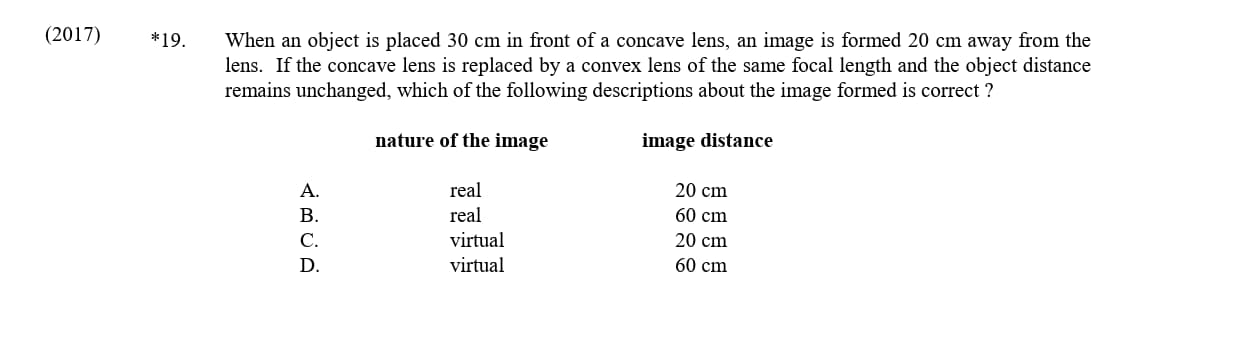 (2017) *19. When an object is placed 30 cm in front of a concave lens, an image is formed 20 cm away from the
lens. If the concave lens is replaced by a convex lens of the same focal length and the object distance
remains unchanged, which of the following descriptions about the image formed is correct ?
nature of the image image distance
A. real 20 cm
B. real 60 cm
C. virtual 20 cm
D. virtual 60 cm